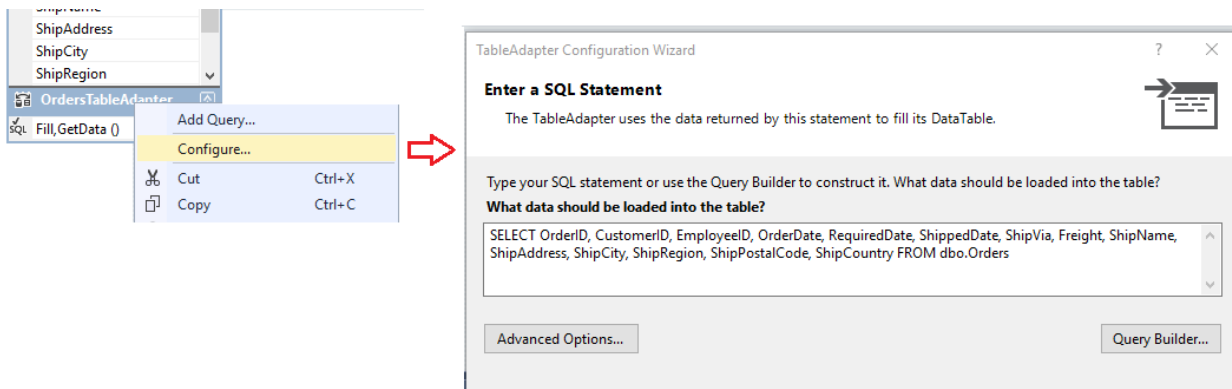 ShipName
ShipAddress
ShipCity
ShipRegion
OrdersTableAdapter
SQL Fill,GetData ()
Add Query...
Configure...
Cut Ctrl+X
Copy Ctrl+C
TableAdapter Configuration Wizard ? ×
Enter a SQL Statement
The TableAdapter uses the data returned by this statement to fill its DataTable.
Type your SQL statement or use the Query Builder to construct it. What data should be loaded into the table?
What data should be loaded into the table?
SELECT OrderID, CustomerID, EmployeeID, OrderDate, RequiredDate, ShippedDate, ShipVia, Freight, ShipName,
ShipAddress, ShipCity, ShipRegion, ShipPostalCode, ShipCountry FROM dbo.Orders
Advanced Options... Query Builder...